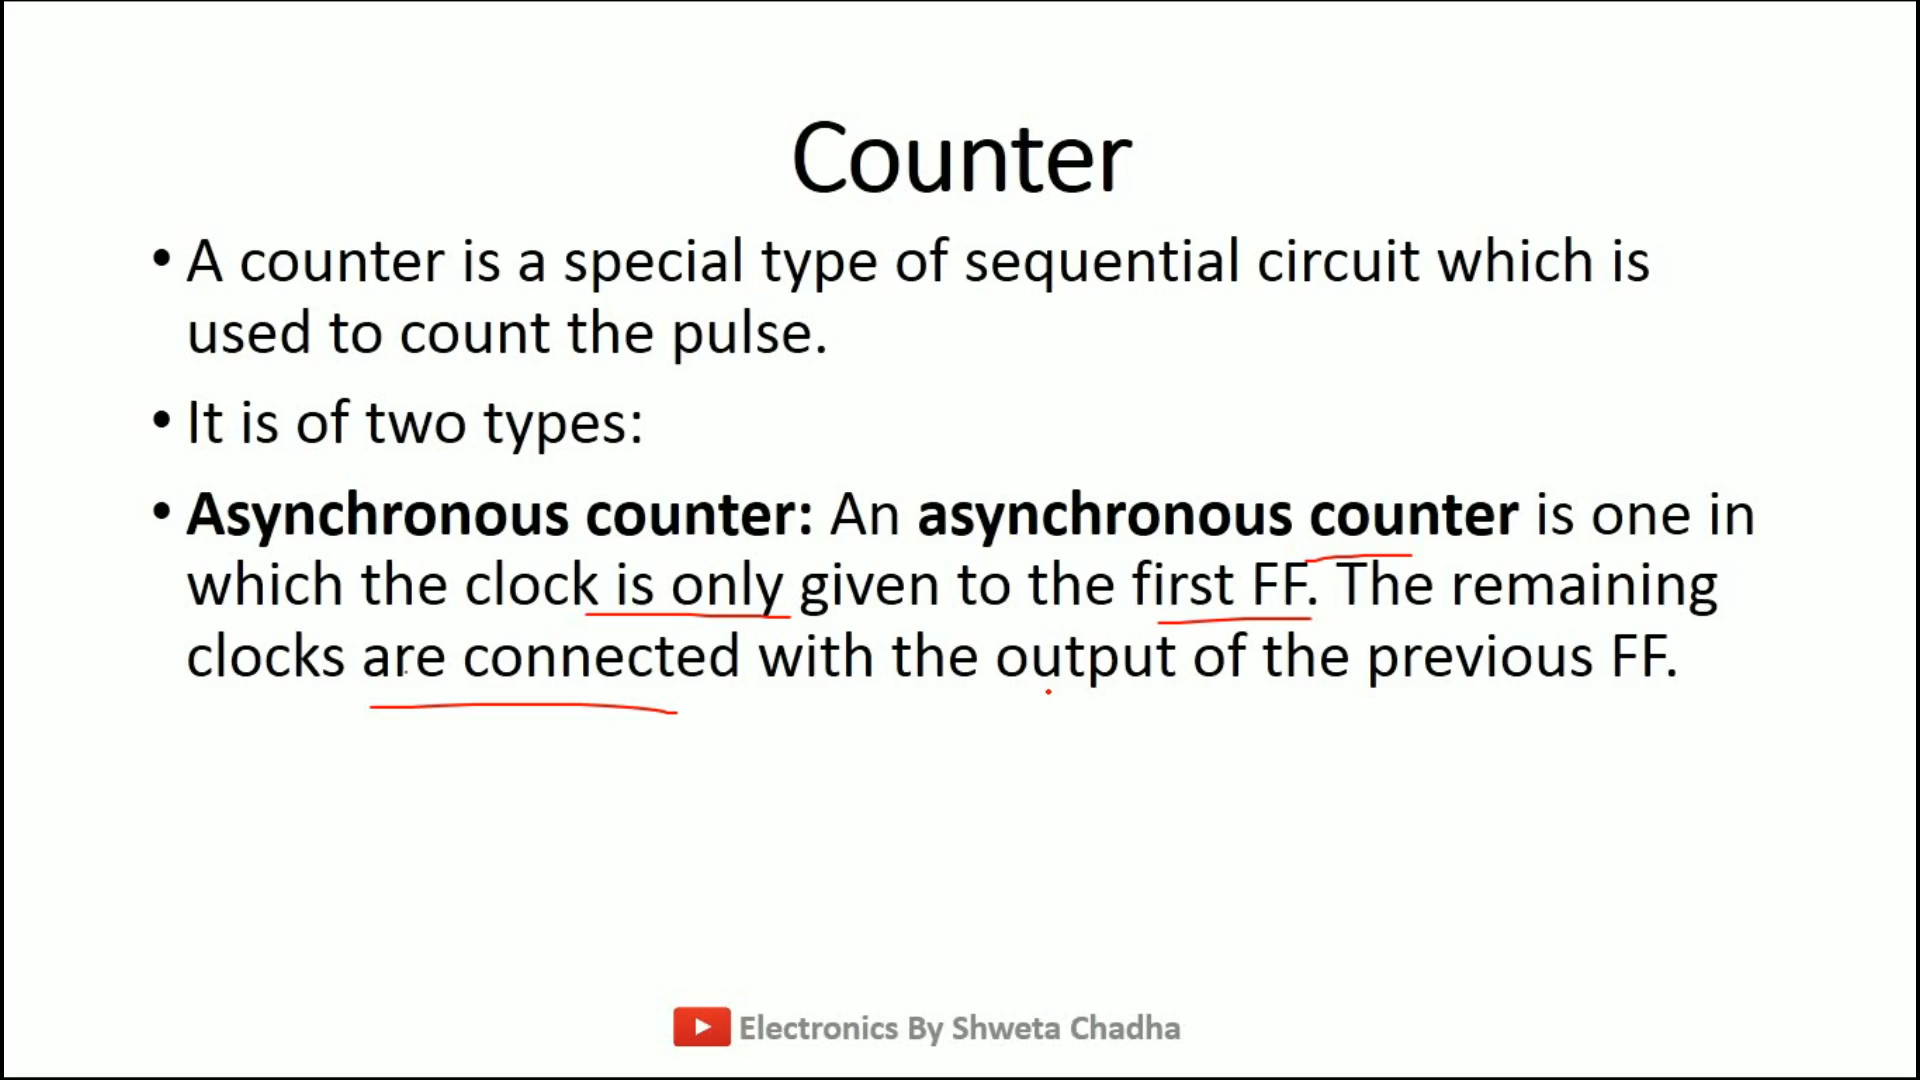 Counter
• A counter is a special type of sequential circuit which is
used to count the pulse.
• It is of two types:
• Asynchronous counter: An asynchronous counter is one in
which the clock is only given to the first FF. The remaining
clocks are connected with the output of the previous FF.
Electronics By Shweta Chadha